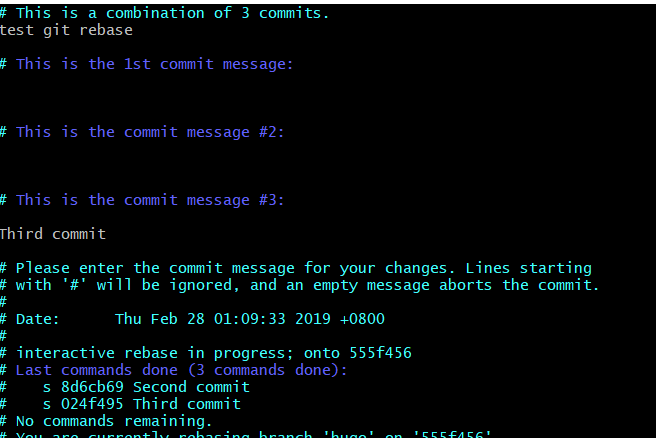 # This is a combination of 3 commits.
test git rebase
# This is the 1st commit message:
# This is the commit message #2:
# This is the commit message #3:
Third commit
# Please enter the commit message for your changes. Lines starting
# with '#' will be ignored, and an empty message aborts the commit.
#
# Date:      Thu Feb 28 01:09:33 2019 +0800
#
# interactive rebase in progress; onto 555f456
# Last commands done (3 commands done):
#    s 8d6cb69 Second commit
#    s 024f495 Third commit
# No commands remaining.
# You are currently rebasing branch 'hugo' on '555f456'.